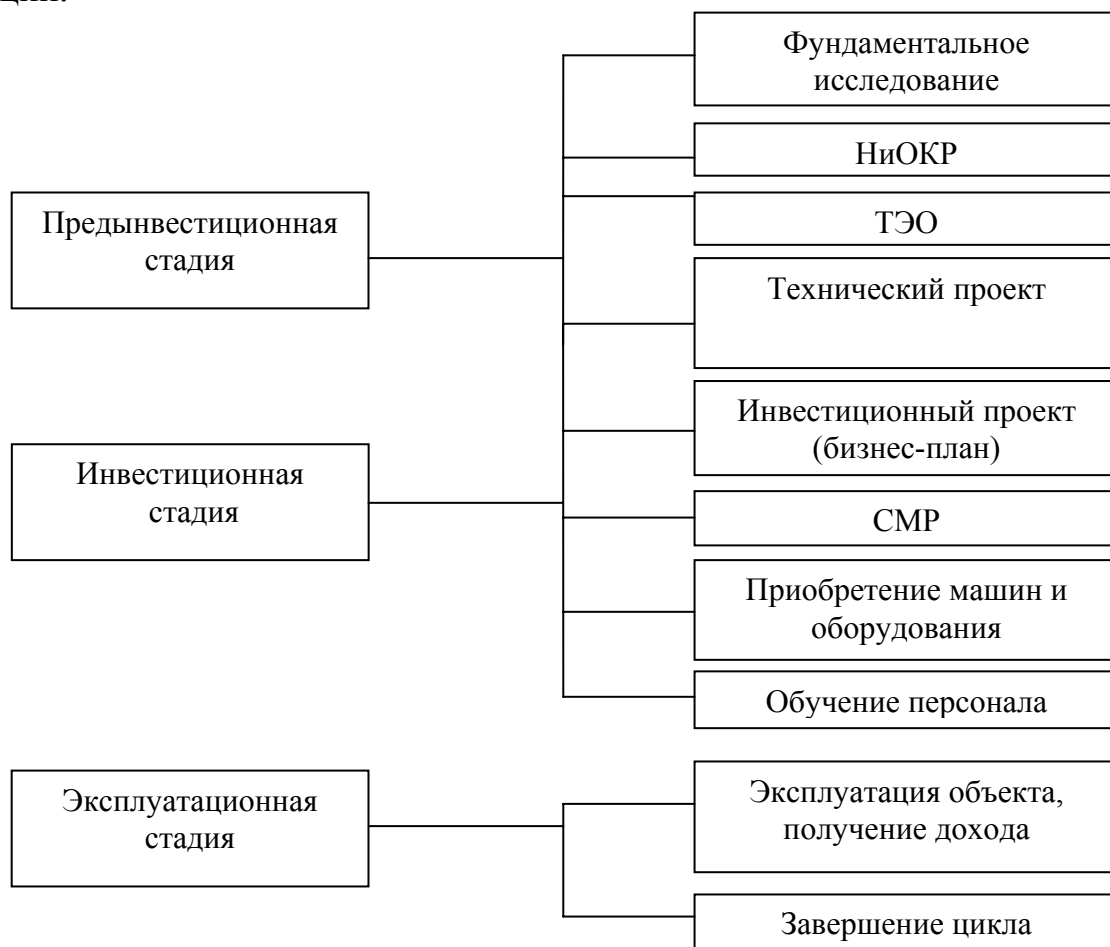 Фундаментальное
исследование
НиОКР
Предынвестиционная
стадия
ТЭО
Технический проект
Инвестиционный проект
(бизнес-план)
Инвестиционная
стадия
СМР
Приобретение машин и
оборудования
Обучение персонала
Эксплуатационная
стадия
Эксплуатация объекта,
получение дохода
Завершение цикла